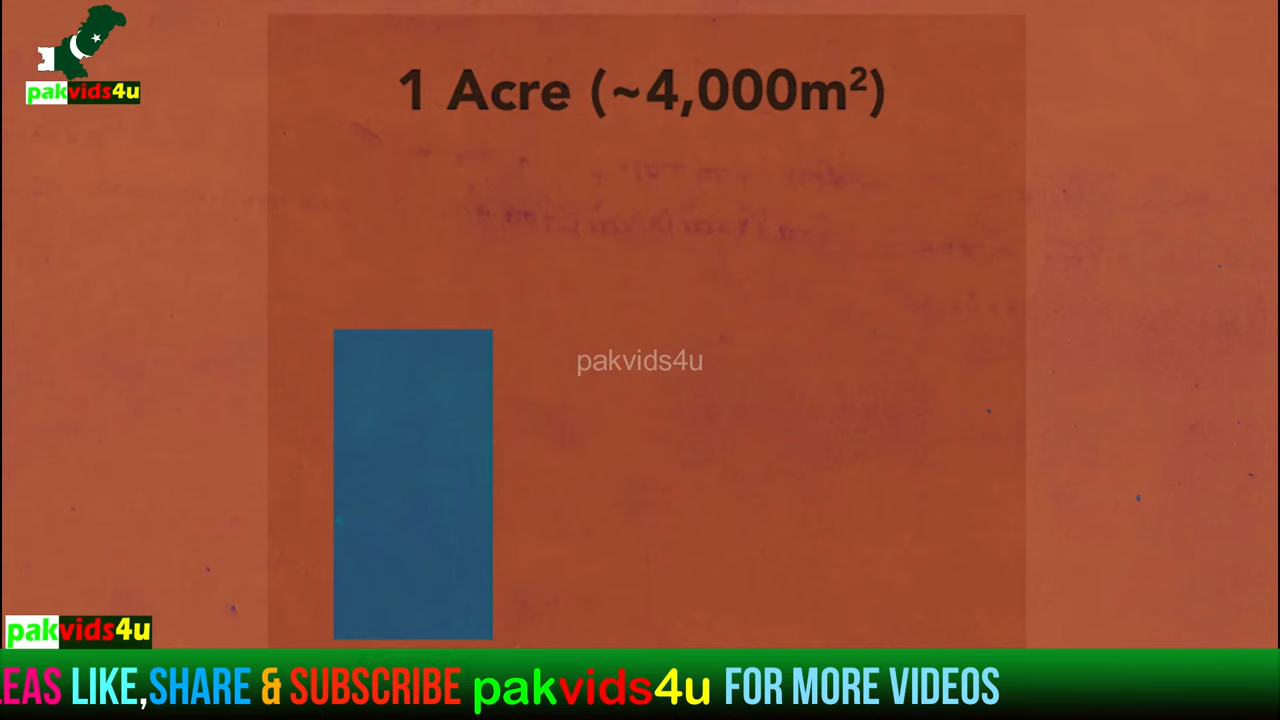 pakvids4u
1 Acre (~4,000m²)
pakvids4u
pakvids4u
LEAS LIKE,SHARE & SUBSCRIBE pakvids4u FOR MORE VIDEOS